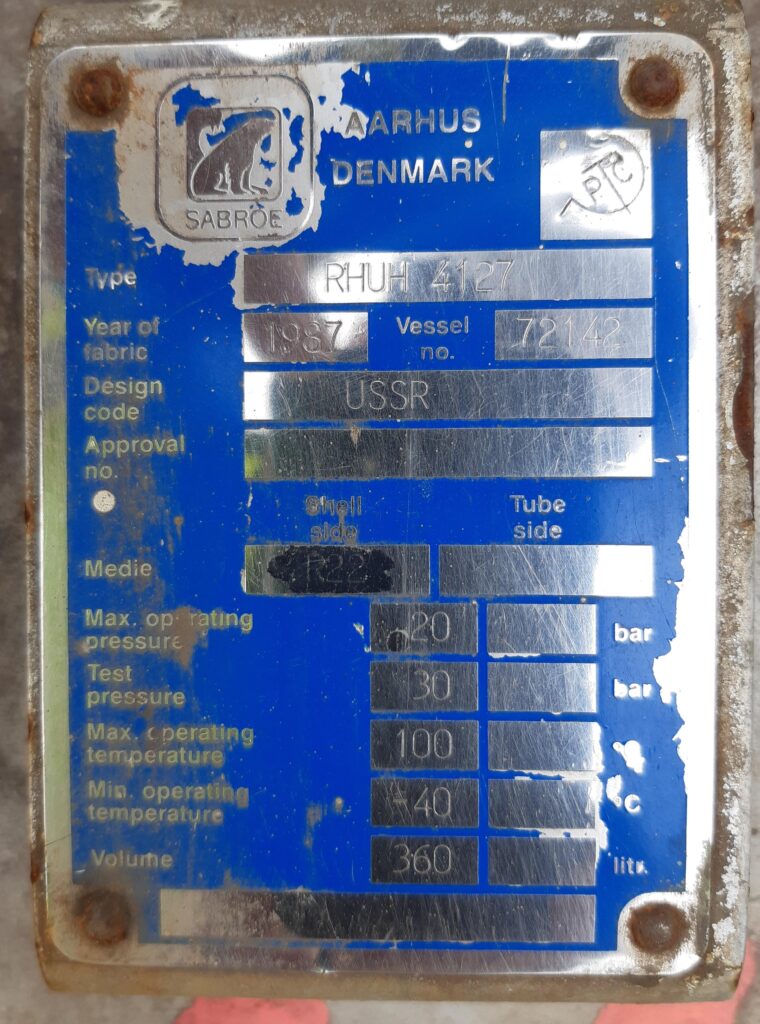 SABROE
AARHUS
DENMARK
PTC
Type RHUH 4127
Year of fabric 1987 Vessel no. 72142
Design code USSR
Approval no.
Shell side Tube side
Medie R22
Max. operating pressure 20 bar
Test pressure 30 bar
Max. operating temperature 100 °C
Min. operating temperature -40 °C
Volume 360 litr.